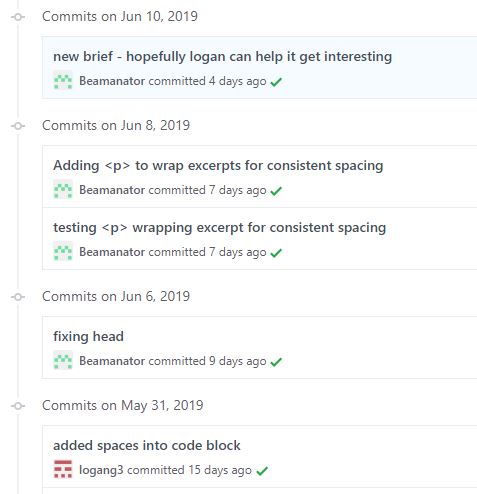 Commits on Jun 10, 2019
new brief - hopefully logan can help it get interesting
Beamanator committed 4 days ago
Commits on Jun 8, 2019
Adding <p> to wrap excerpts for consistent spacing
Beamanator committed 7 days ago
testing <p> wrapping excerpt for consistent spacing
Beamanator committed 7 days ago
Commits on Jun 6, 2019
fixing head
Beamanator committed 9 days ago
Commits on May 31, 2019
added spaces into code block
logang3 committed 15 days ago